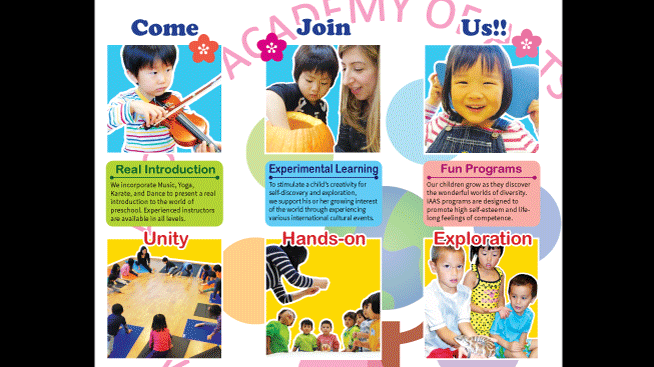 ACADEMY OF
Come
Join
Us!!
Real Introduction
We incorporate Music, Yoga,
Karate, and Dance to present a real
introduction to the world of
preschool. Experienced instructors
are available in all levels.
Experimental Learning
To stimulate a child's creativity for
self-discovery and exploration,
we support his or her growing interest
of the world through experiencing
various international cultural events.
Fun Programs
Our children grow as they discover
the wonderful worlds of diversity.
IAAS programs are designed to
promote high self-esteem and life-
long feelings of competence.
Unity
Hands-on
Exploration